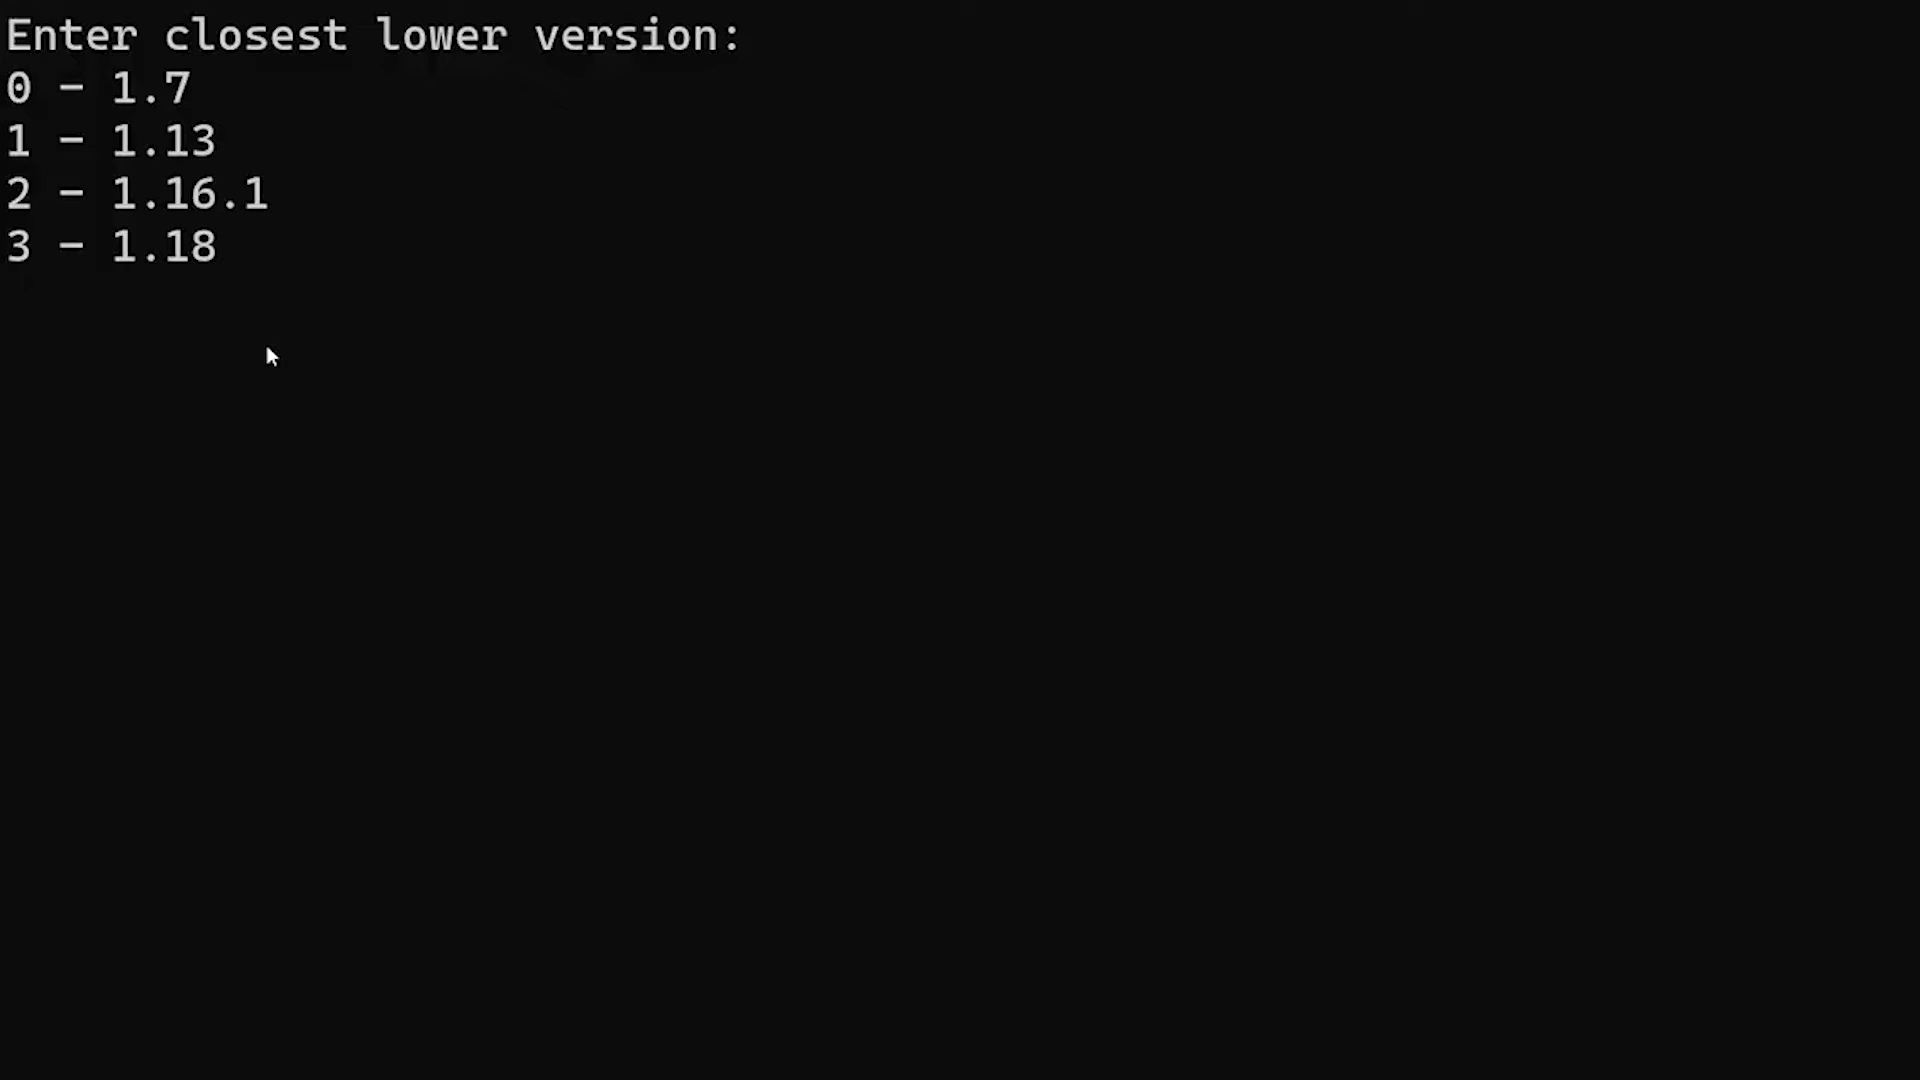 Enter closest lower version:
0 - 1.7
1 - 1.13
2 - 1.16.1
3 - 1.18